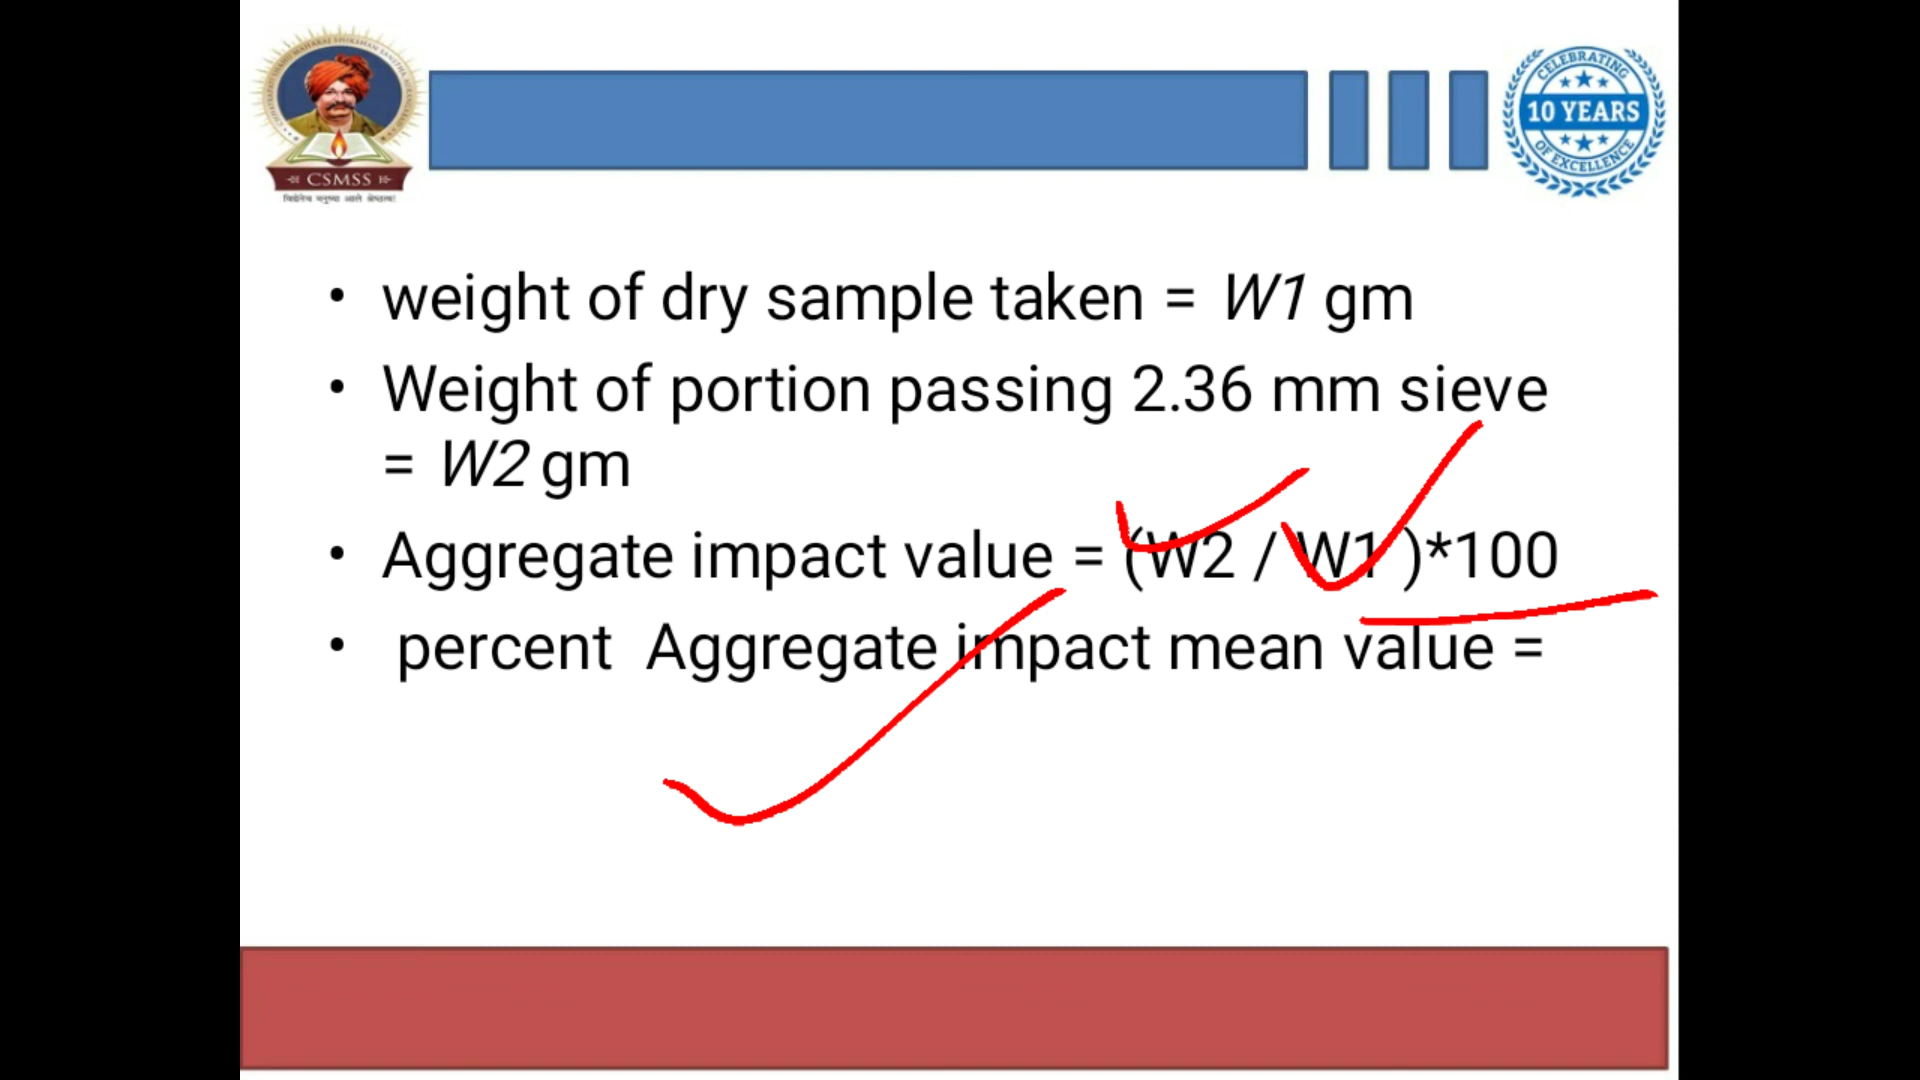 CSMSS
CELEBRATING
10 YEARS
OF EXCELLENCE
• weight of dry sample taken = W1 gm
• Weight of portion passing 2.36 mm sieve
= W2 gm
• Aggregate impact value = (W2 / W1 )*100
• percent Aggregate impact mean value =